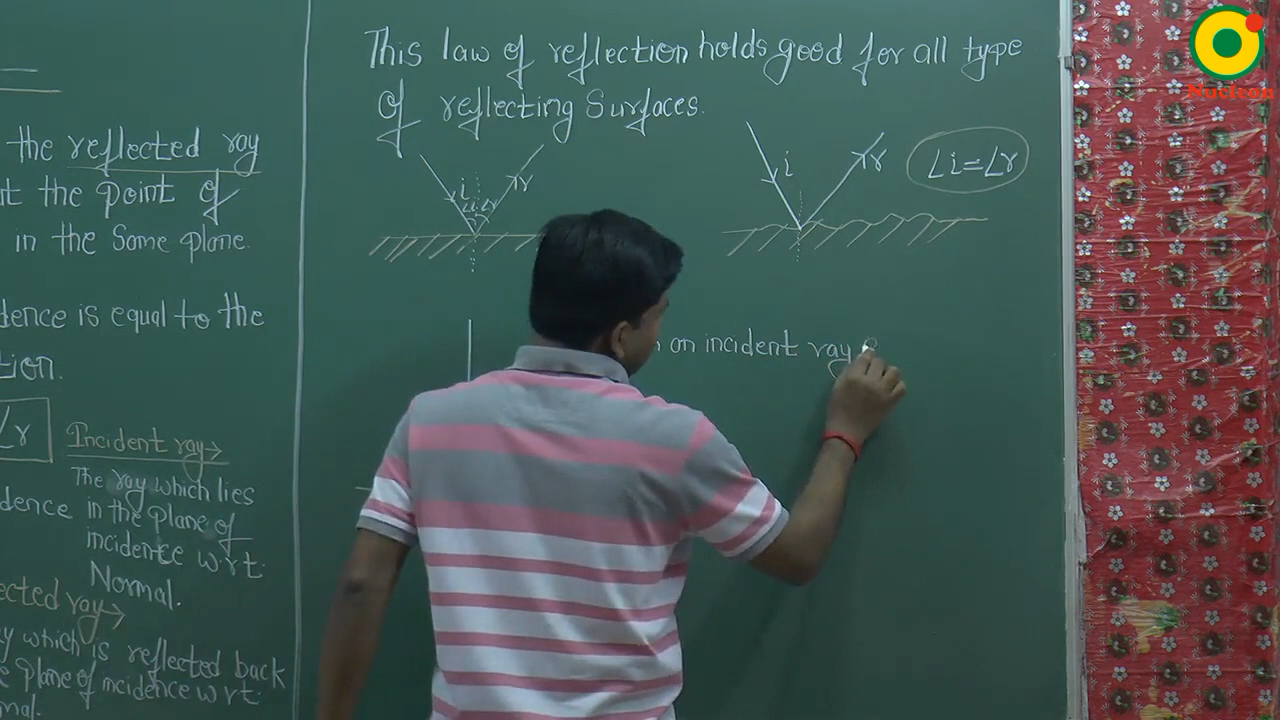 the reflected ray
the point of
in the Same plane.
dence is equal to the
∠r
Incident ray→
The ray which lies
dence in the plane of
incidence w.r.t.
Normal.
ected ray→
which is reflected back
plane of incidence w.r.t.
mal.
This law of reflection holds good for all type
of reflecting Surfaces.
i
∠i
∠r
r
i
r
∠i=∠r
on incident ray
Nucleon